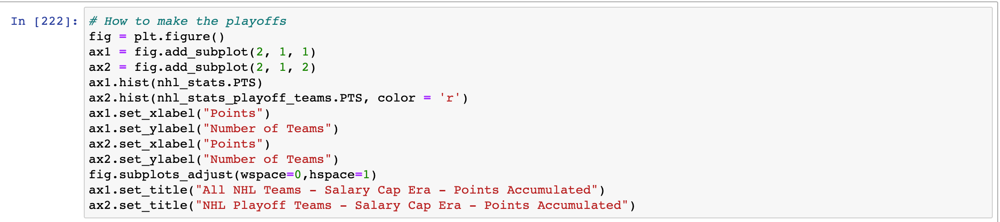 In [222]: # How to make the playoffs
fig = plt.figure()
ax1 = fig.add_subplot(2, 1, 1)
ax2 = fig.add_subplot(2, 1, 2)
ax1.hist(nhl_stats.PTS)
ax2.hist(nhl_stats_playoff_teams.PTS, color = 'r')
ax1.set_xlabel("Points")
ax1.set_ylabel("Number of Teams")
ax2.set_xlabel("Points")
ax2.set_ylabel("Number of Teams")
fig.subplots_adjust(wspace=0,hspace=1)
ax1.set_title("All NHL Teams - Salary Cap Era - Points Accumulated")
ax2.set_title("NHL Playoff Teams - Salary Cap Era - Points Accumulated")